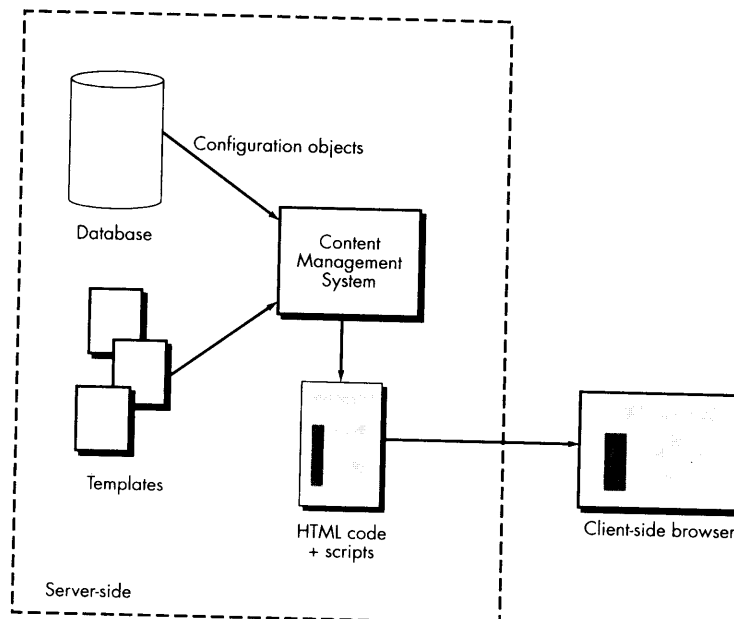 Configuration objects
Database
Content
Management
System
Templates
HTML code
+ scripts
Client-side browser
Server-side